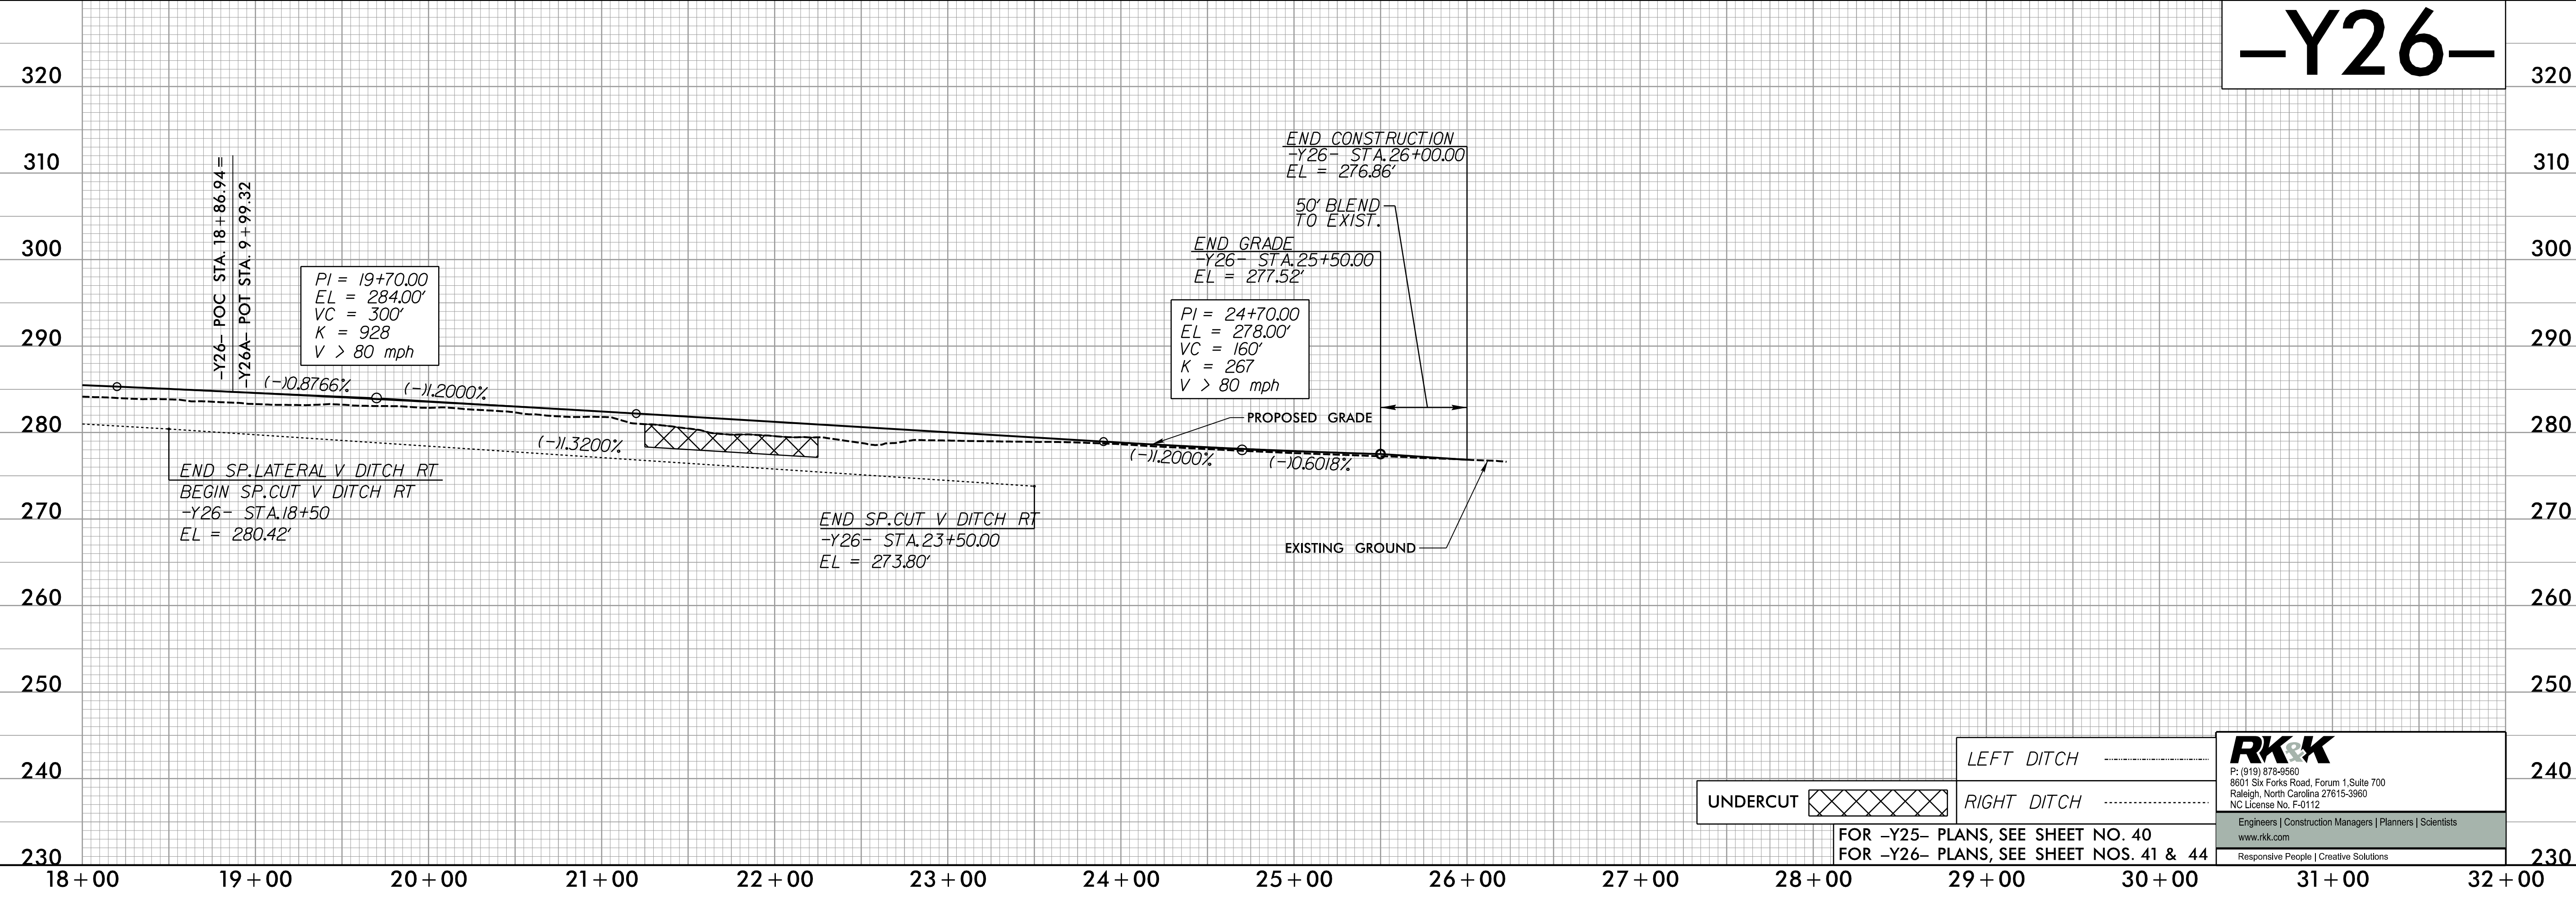 –Y26–
320
310
300
290
280
270
260
250
240
230
320
310
300
290
280
270
260
250
240
230
–Y26– POC STA. 18+86.94 =
–Y26A– POT STA. 9+99.32
PI = 19+70.00
EL = 284.00'
VC = 300'
K = 928
V > 80 mph
(-)0.8766%
(-)1.2000%
(-)1.3200%
END SP. LATERAL V DITCH RT
BEGIN SP. CUT V DITCH RT
-Y26- STA. 18+50
EL = 280.42'
END SP. CUT V DITCH RT
-Y26- STA. 23+50.00
EL = 273.80'
END CONSTRUCTION
-Y26- STA. 26+00.00
EL = 276.86'
50' BLEND
TO EXIST.
END GRADE
-Y26- STA. 25+50.00
EL = 277.52'
PI = 24+70.00
EL = 278.00'
VC = 160'
K = 267
V > 80 mph
PROPOSED GRADE
(-)1.2000%
(-)0.6018%
EXISTING GROUND
LEFT DITCH
UNDERCUT
RIGHT DITCH
FOR –Y25– PLANS, SEE SHEET NO. 40
FOR –Y26– PLANS, SEE SHEET NOS. 41 & 44
RK&K
P: (919) 878-9560
8601 Six Forks Road, Forum 1, Suite 700
Raleigh, North Carolina 27615-3960
NC License No. F-0112
Engineers | Construction Managers | Planners | Scientists
www.rkk.com
Responsive People | Creative Solutions
18+00 19+00 20+00 21+00 22+00 23+00 24+00 25+00 26+00 27+00 28+00 29+00 30+00 31+00 32+00